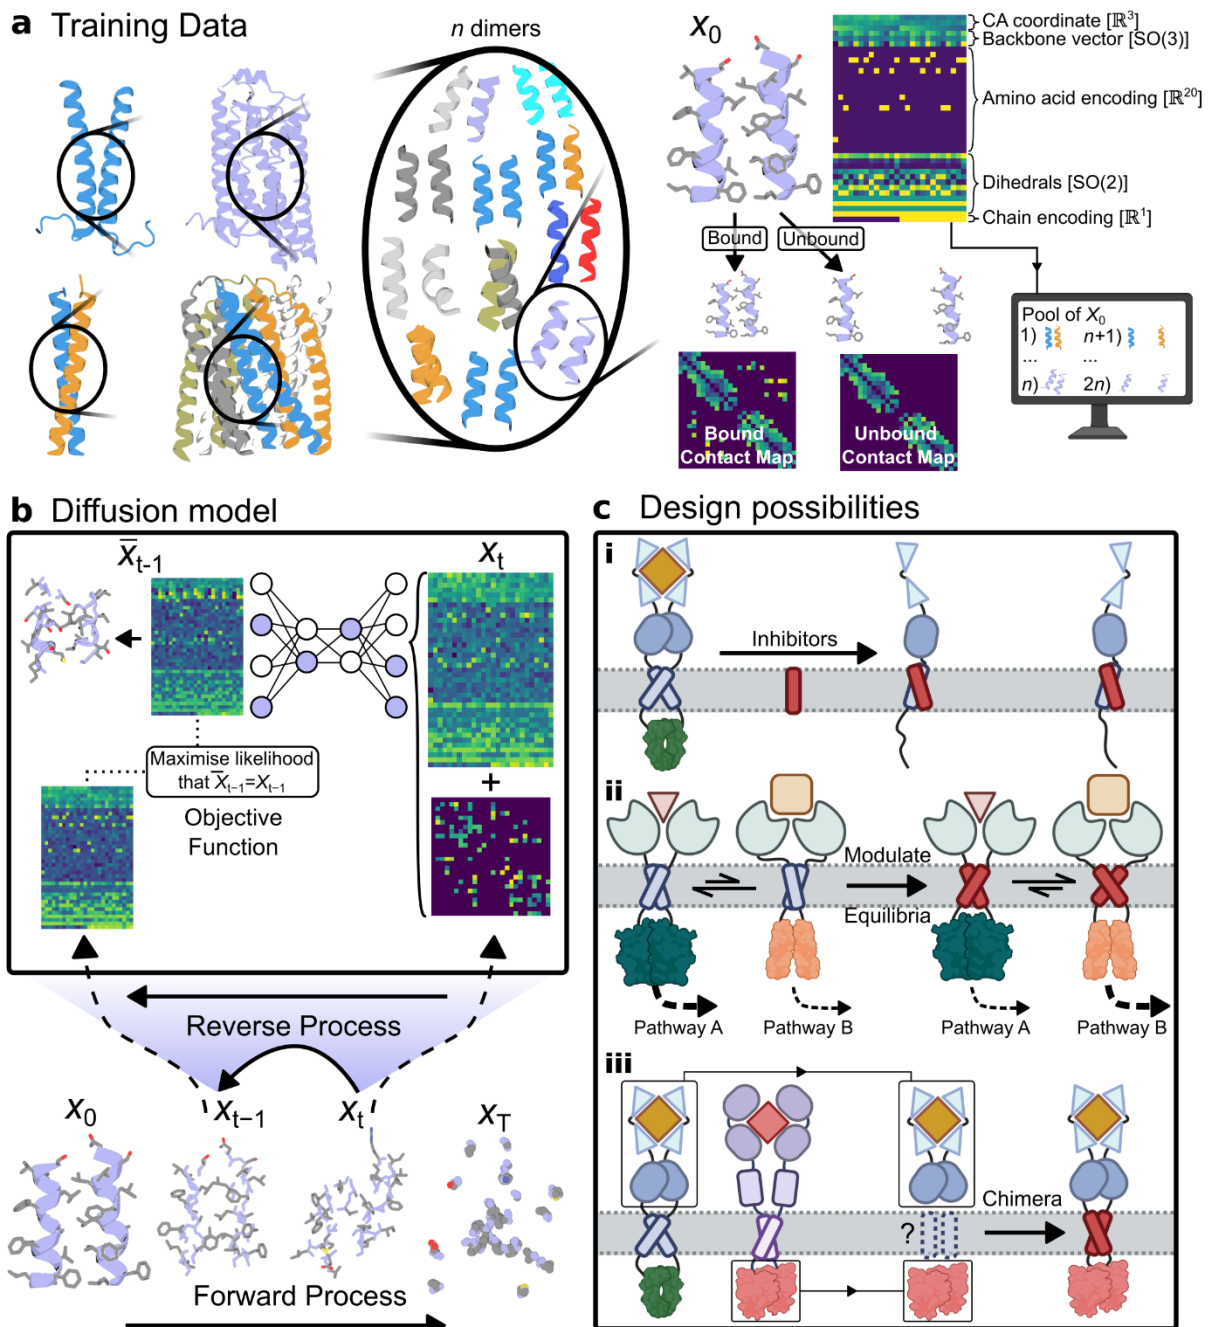 a Training Data
n dimers
X0
CA coordinate [ℝ3]
Backbone vector [SO(3)]
Amino acid encoding [ℝ20]
Dihedrals [SO(2)]
Chain encoding [ℝ1]
Bound
Unbound
Bound
Contact Map
Unbound
Contact Map
Pool of X0
1)
n+1)
...
...
n)
2n)
b Diffusion model
X̅t-1
Xt
Maximise likelihood
that X̅t-1=Xt-1
Objective
Function
+
Reverse Process
X0
Xt-1
Xt
XT
Forward Process
c Design possibilities
i
Inhibitors
ii
Modulate
Equilibria
Pathway A
Pathway B
Pathway A
Pathway B
iii
?
Chimera